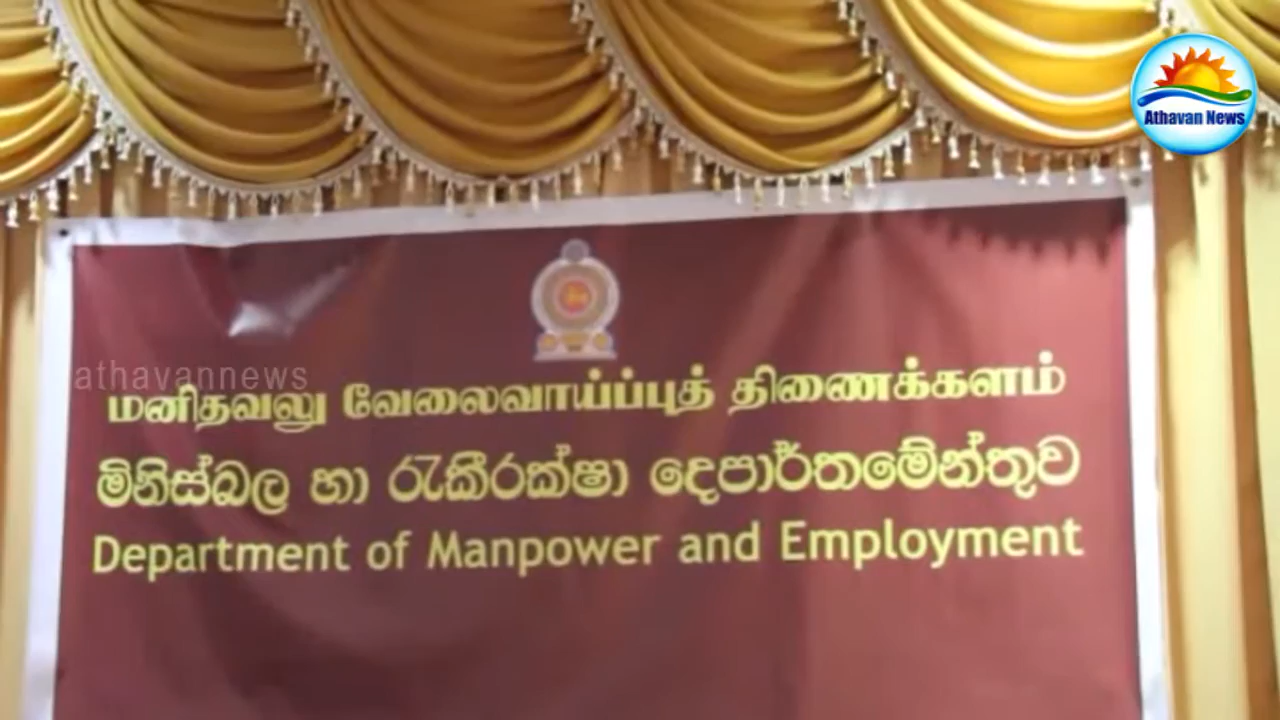 Athavan News
athavannews
மனிதவலு வேலைவாய்ப்புத் திணைக்களம்
මිනිස්බල හා රැකීරක්ෂා දෙපාර්තමේන්තුව
Department of Manpower and Employment